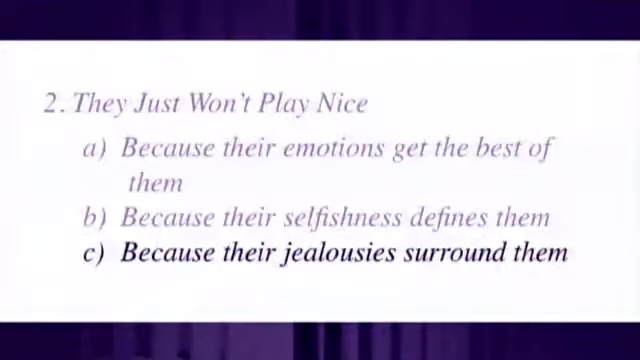 2. They Just Won't Play Nice
a) Because their emotions get the best of
them
b) Because their selfishness defines them
c) Because their jealousies surround them